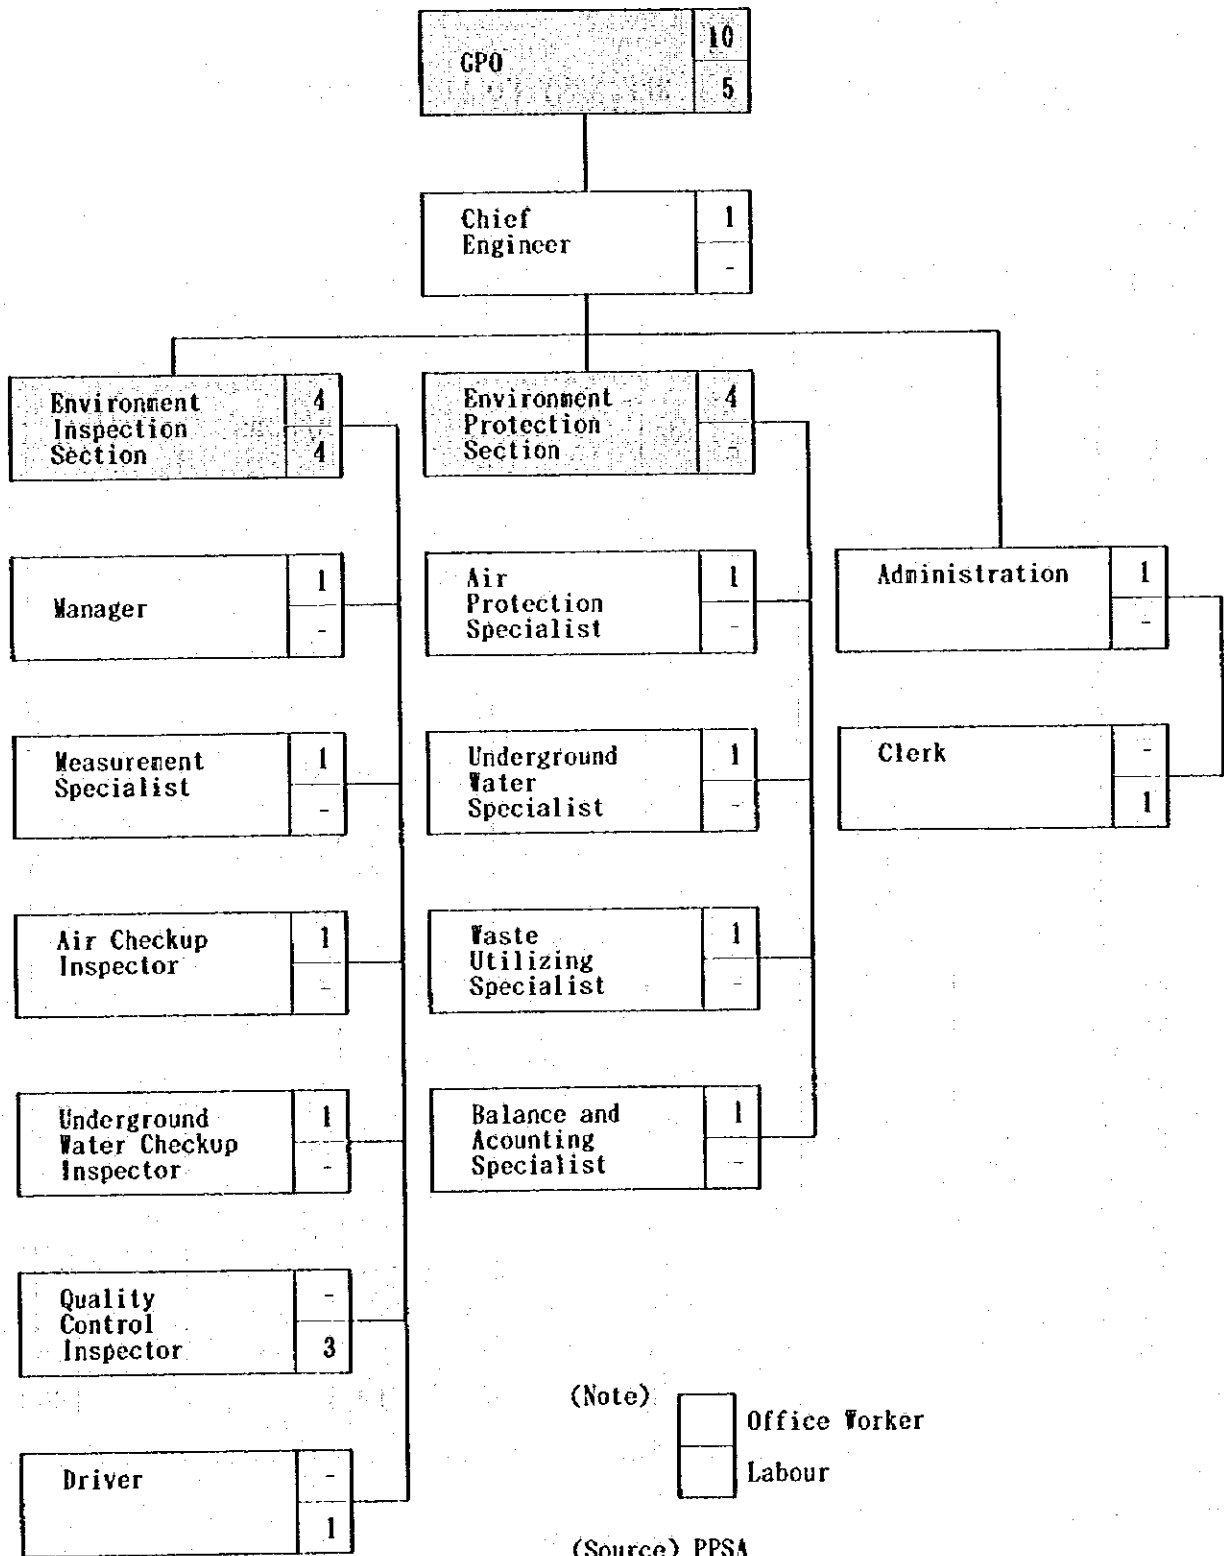 GPO
10
5
Chief
Engineer
1
-
Environment
Inspection
Section
4
4
Environment
Protection
Section
4
-
Manager
1
-
Air
Protection
Specialist
1
-
Administration
1
-
Measurement
Specialist
1
-
Underground
Water
Specialist
1
-
Clerk
-
1
Air Checkup
Inspector
1
-
Waste
Utilizing
Specialist
1
-
Underground
Water Checkup
Inspector
1
-
Balance and
Acounting
Specialist
1
-
Quality
Control
Inspector
-
3
Driver
-
1
(Note)
Office Worker
Labour
(Source) PPSA